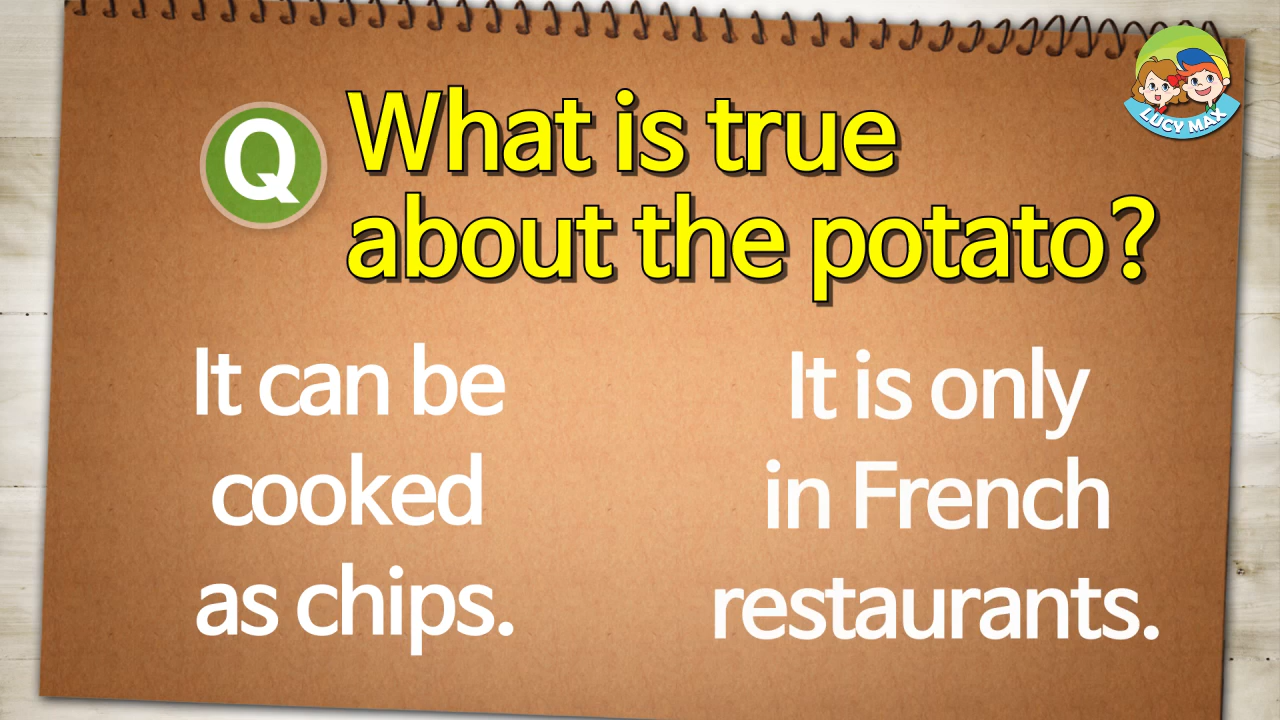 Q
What is true
about the potato?
It can be
cooked
as chips.
It is only
in French
restaurants.
LUCY MAX